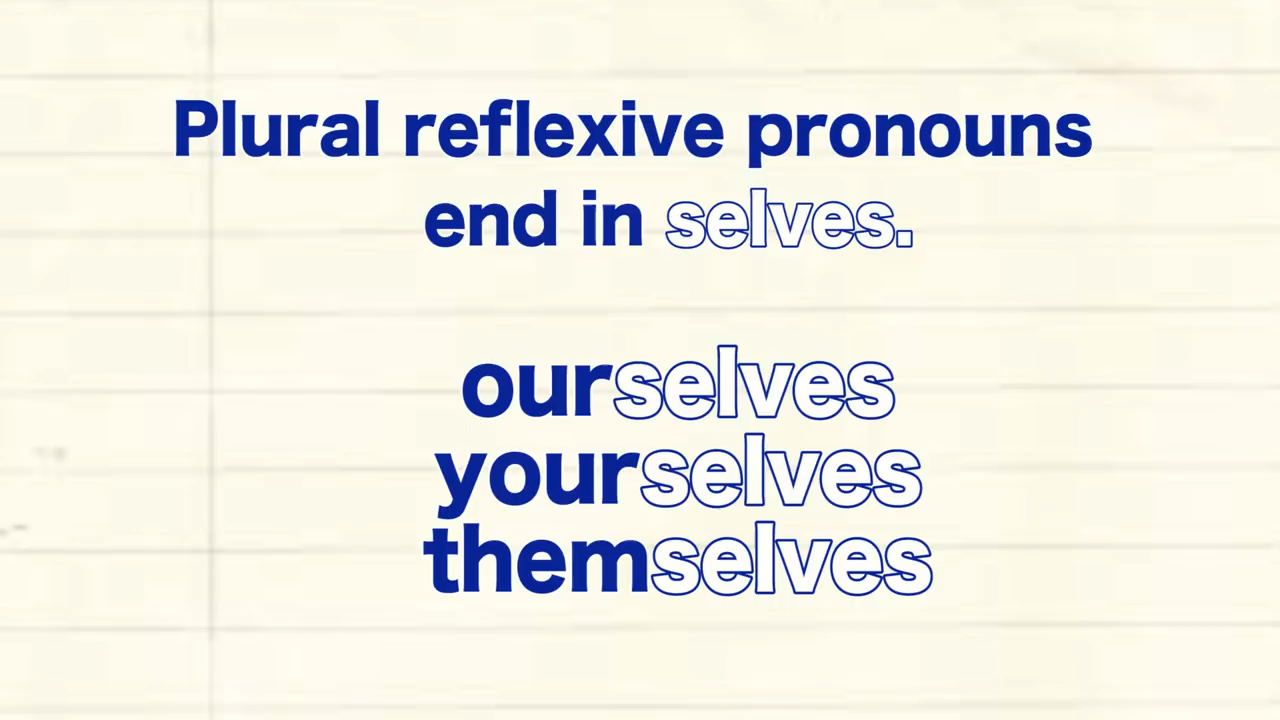 Plural reflexive pronouns
end in selves.
ourselves
yourselves
themselves